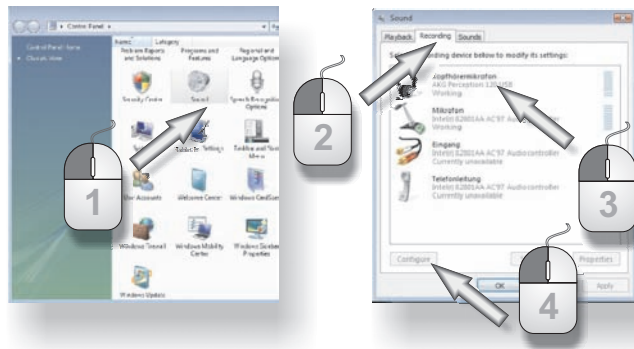 Control Panel
Name Category
Control Panel Home
Classic View
Problem Reports and Solutions
Programs and Features
Regional and Language Options
Security Center
Sound
Speech Recognition Options
Tablet PC Settings
Taskbar and Start Menu
User Accounts
Welcome Center
Windows CardSpace
Windows Firewall
Windows Mobility Center
Windows Sidebar Properties
Windows Update
1
2
Sound
Playback Recording Sounds
device below to modify its settings:
Kopfhörermikrofon
AKG Perception 120 USB
Working
Mikrofon
Intel(r) 82801AA AC'97 Audiocontroller
Working
Eingang
Intel(r) 82801AA AC'97 Audiocontroller
Currently unavailable
Telefonleitung
Intel(r) 82801AA AC'97 Audiocontroller
Currently unavailable
3
Configure
Properties
OK
Apply
4